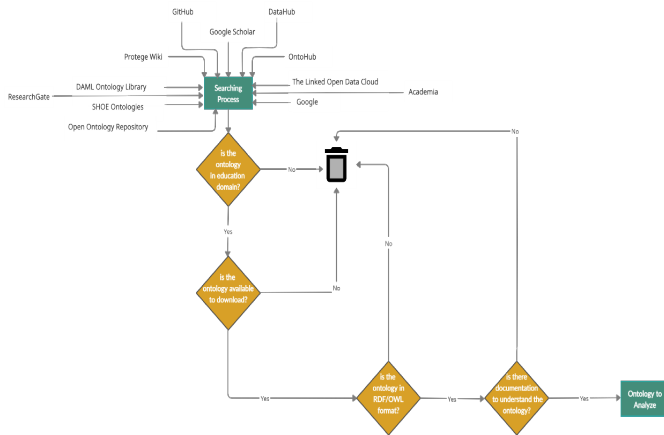 GitHub
DataHub
Google Scholar
Protege Wiki
OntoHub
DAML Ontology Library
Searching
Process
The Linked Open Data Cloud
ResearchGate
Academia
SHOE Ontologies
Google
Open Ontology Repository
No
is the
ontology
in education
domain?
No
Yes
No
is the
ontology available
to download?
No
is the
ontology in
RDF/OWL
format?
is there
documentation
to understand the
ontology?
Yes
Yes
Yes
Ontology to
Analyze